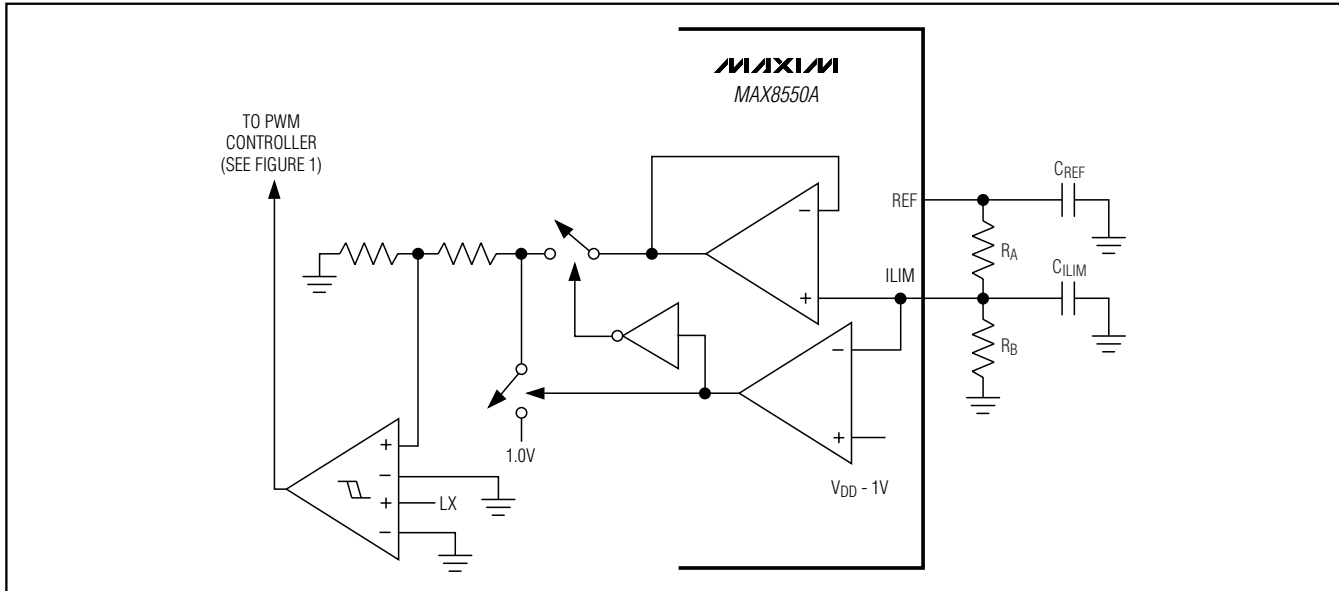 MAXIM
MAX8550A
TO PWM
CONTROLLER
(SEE FIGURE 1)
REF
CREF
RA
ILIM
CILIM
RB
−
+
−
+
VDD - 1V
1.0V
+
−
+
−
LX